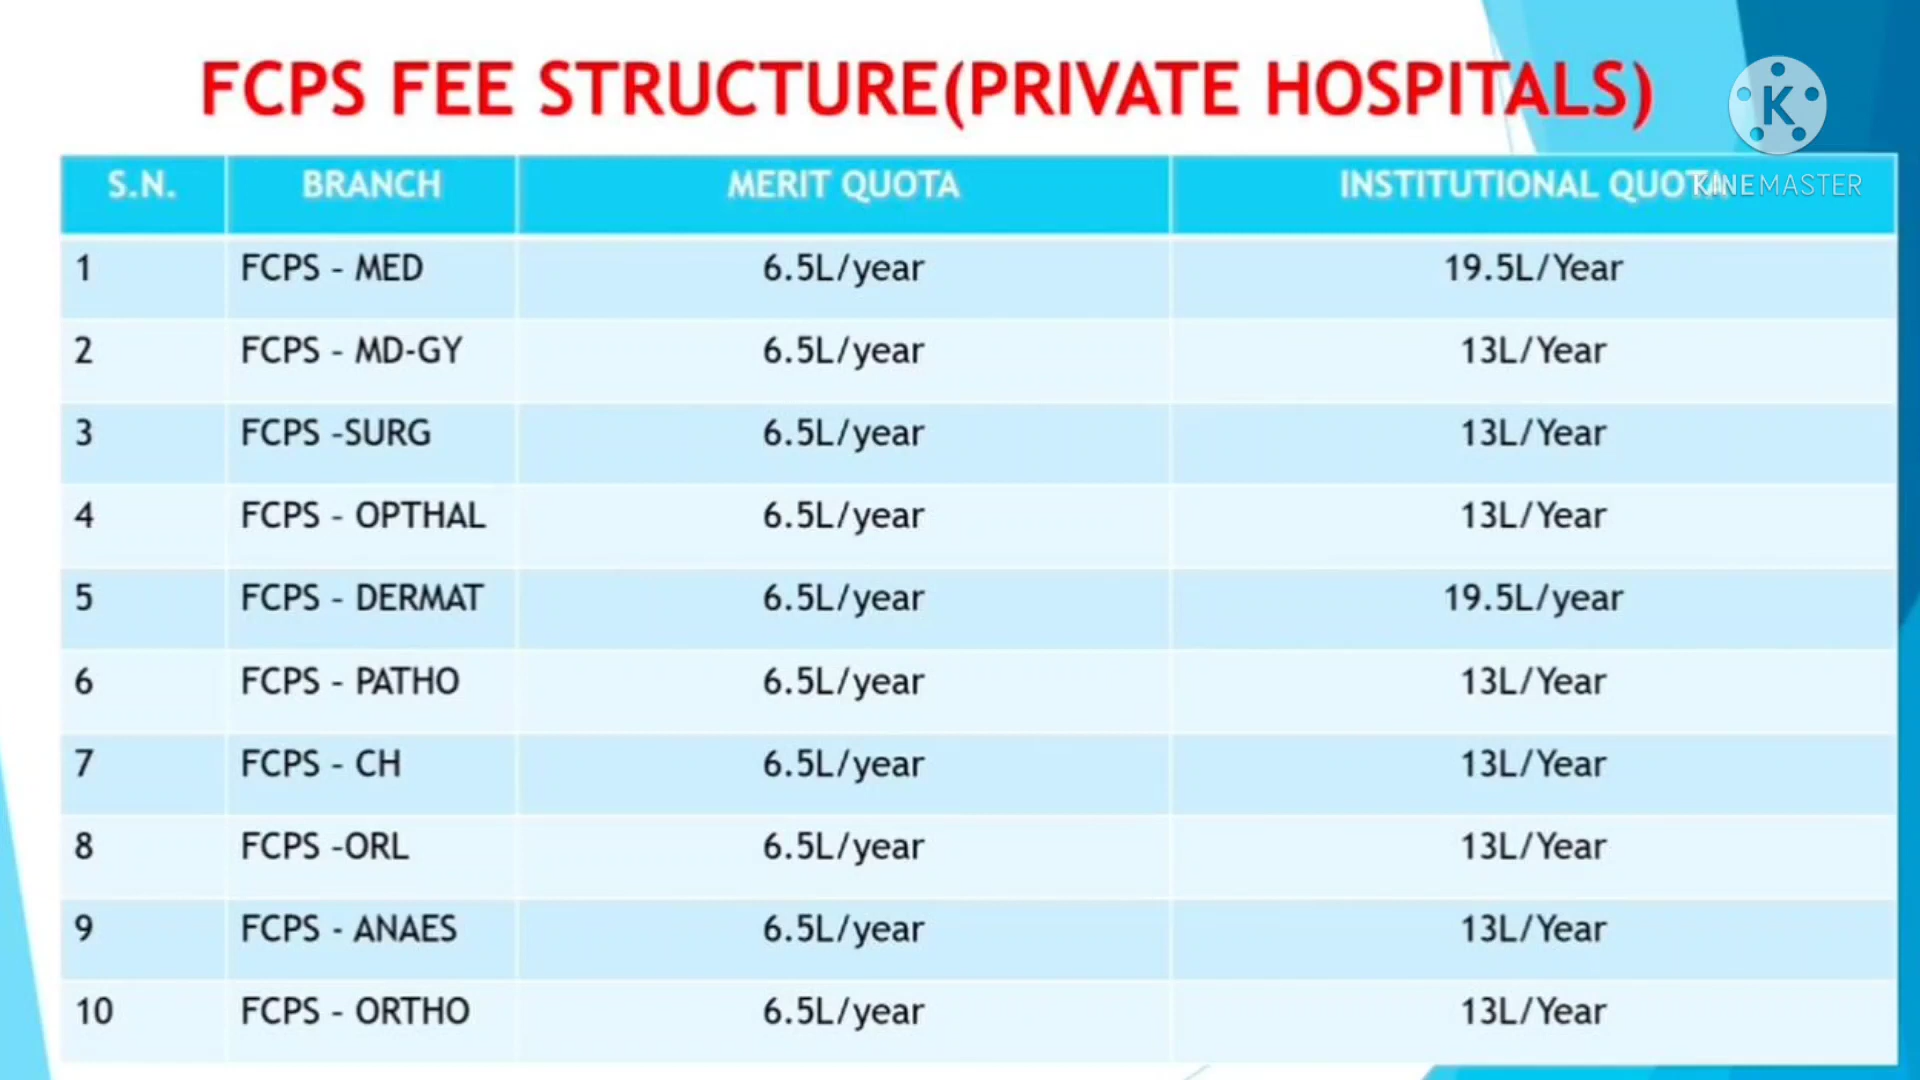 FCPS FEE STRUCTURE(PRIVATE HOSPITALS)
K
KINEMASTER
S.N. BRANCH MERIT QUOTA INSTITUTIONAL QUOTA
1 FCPS - MED 6.5L/year 19.5L/Year
2 FCPS - MD-GY 6.5L/year 13L/Year
3 FCPS -SURG 6.5L/year 13L/Year
4 FCPS - OPTHAL 6.5L/year 13L/Year
5 FCPS - DERMAT 6.5L/year 19.5L/year
6 FCPS - PATHO 6.5L/year 13L/Year
7 FCPS - CH 6.5L/year 13L/Year
8 FCPS -ORL 6.5L/year 13L/Year
9 FCPS - ANAES 6.5L/year 13L/Year
10 FCPS - ORTHO 6.5L/year 13L/Year